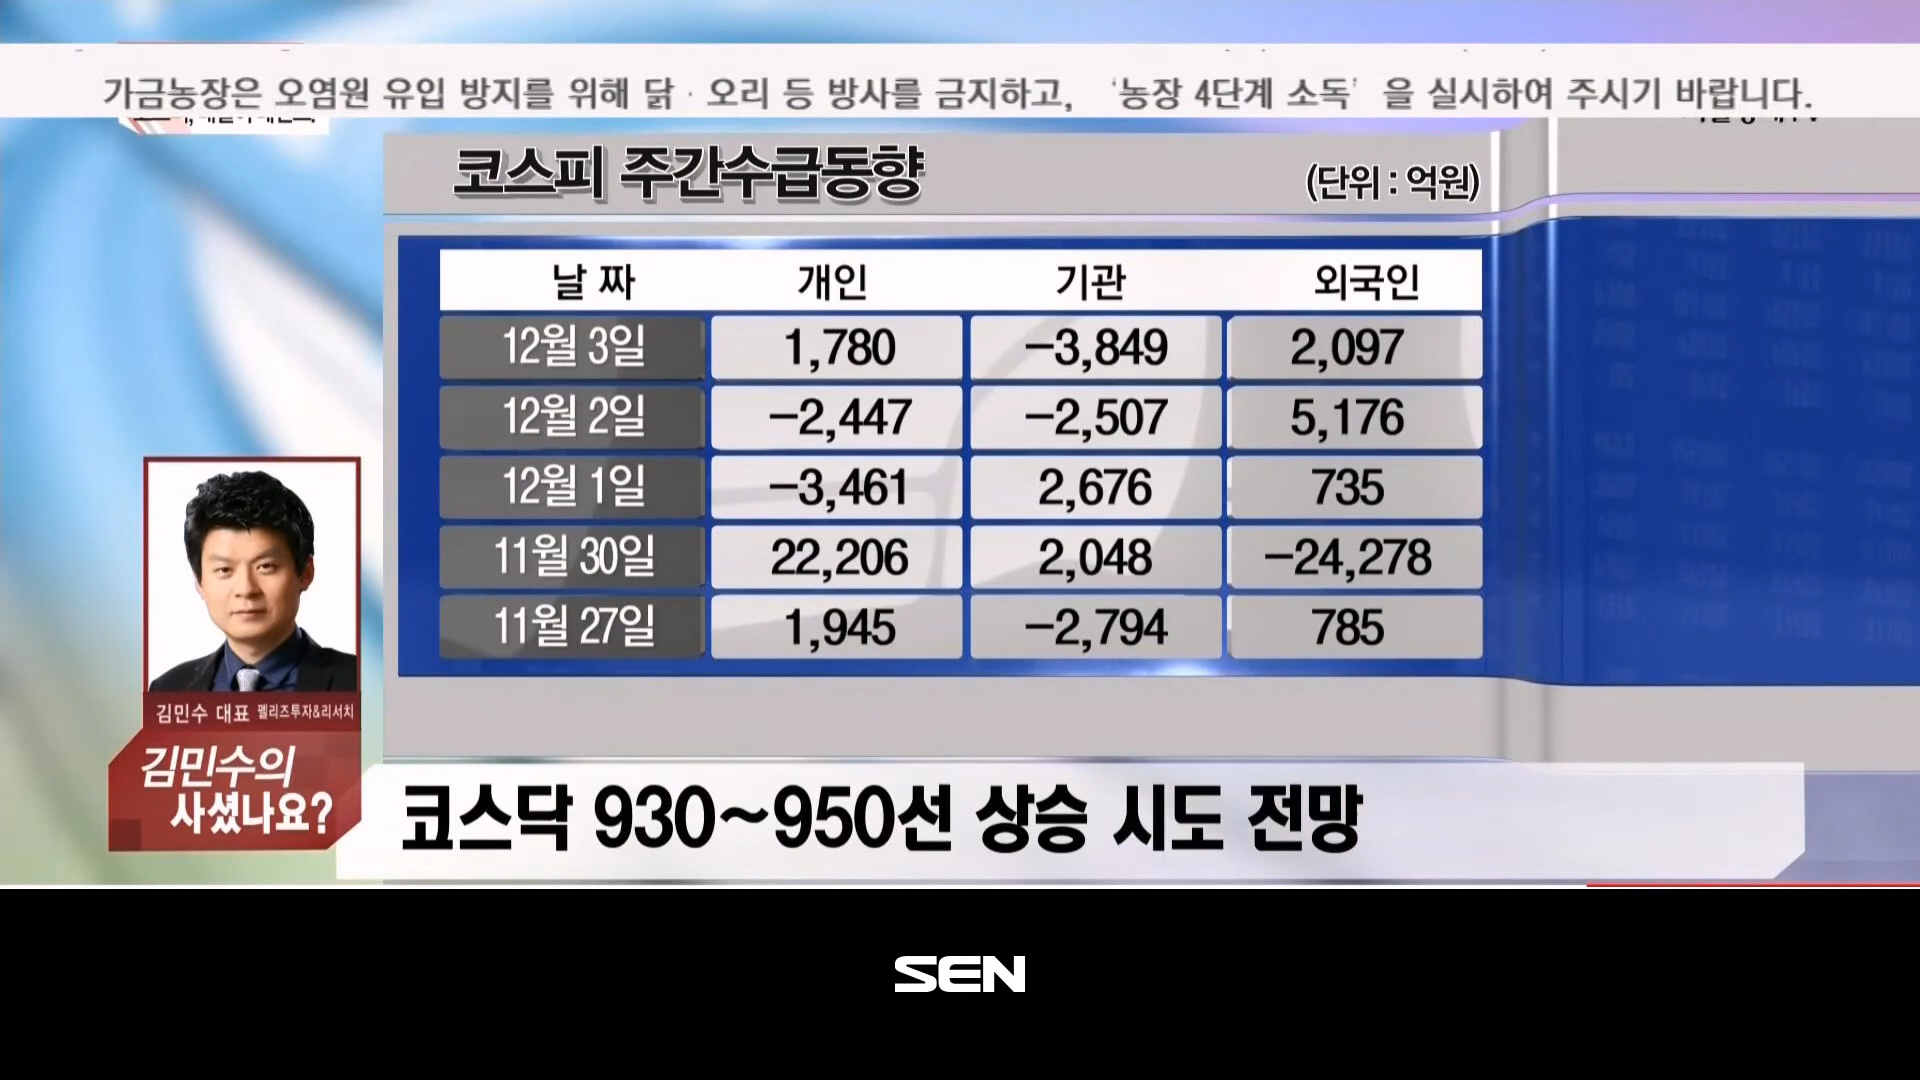 가금농장은 오염원 유입 방지를 위해 닭·오리 등 방사를 금지하고, '농장 4단계 소독' 을 실시하여 주시기 바랍니다.
코스피 주간수급동향 (단위 : 억원)
날 짜 개인 기관 외국인
12월 3일 1,780 -3,849 2,097
12월 2일 -2,447 -2,507 5,176
12월 1일 -3,461 2,676 735
11월 30일 22,206 2,048 -24,278
11월 27일 1,945 -2,794 785
김민수 대표 멜리즈투자&리서치
김민수의
사셨나요?
코스닥 930~950선 상승 시도 전망
SEN